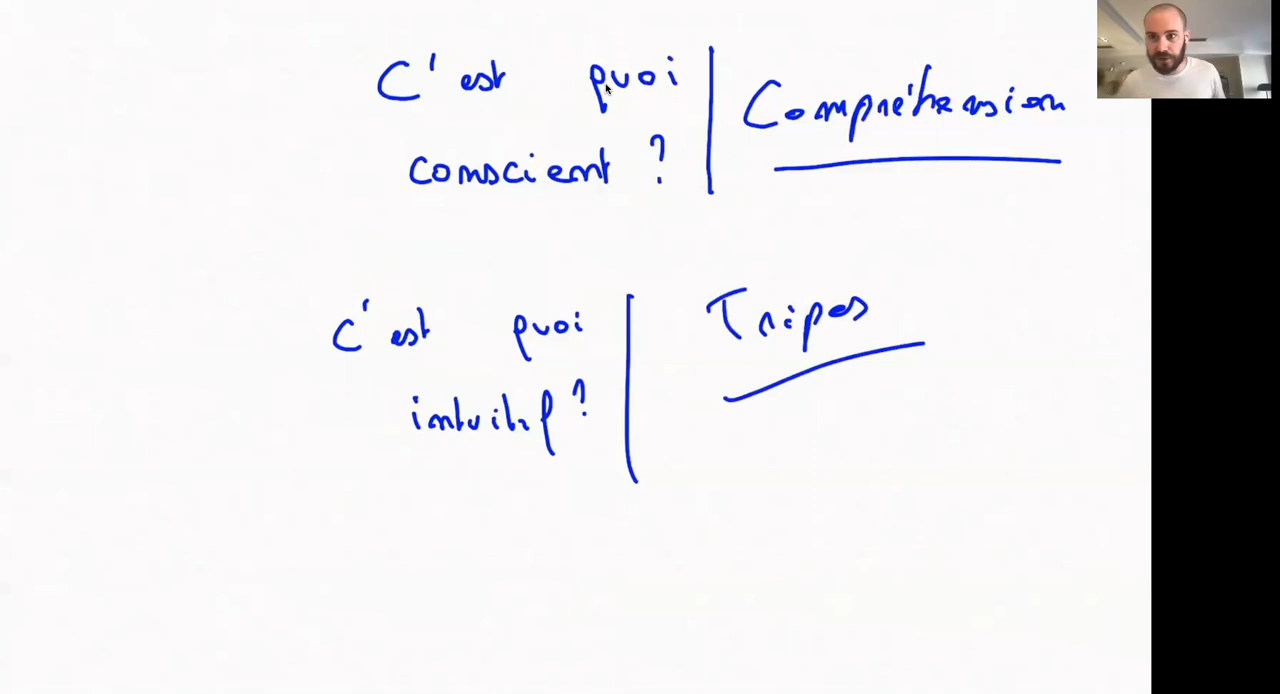 C'est quoi
conscient ?
Compréhension
C'est quoi
intuitif ?
Tripes